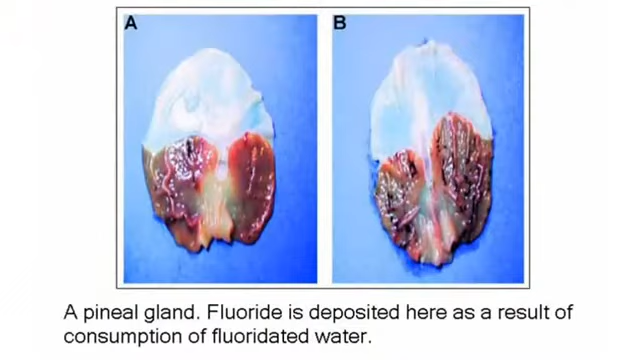 A B
A pineal gland. Fluoride is deposited here as a result of
consumption of fluoridated water.